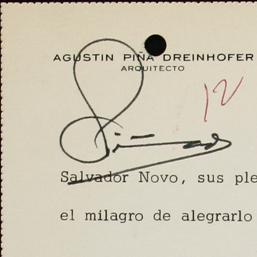 AGUSTIN PIÑA DREINHOFER
ARQUITECTO
12
Salvador Novo, sus ple
el milagro de alegrarlo